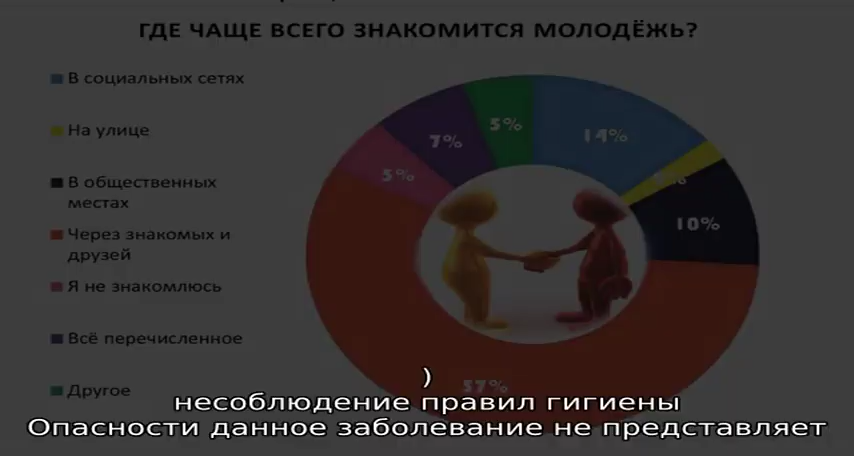 ГДЕ ЧАЩЕ ВСЕГО ЗНАКОМИТСЯ МОЛОДЁЖЬ?
В социальных сетях
На улице
В общественных
местах
Через знакомых и
друзей
Я не знакомлюсь
Всё перечисленное
Другое
5%
14%
7%
5%
10%
57%
)
несоблюдение правил гигиены
Опасности данное заболевание не представляет